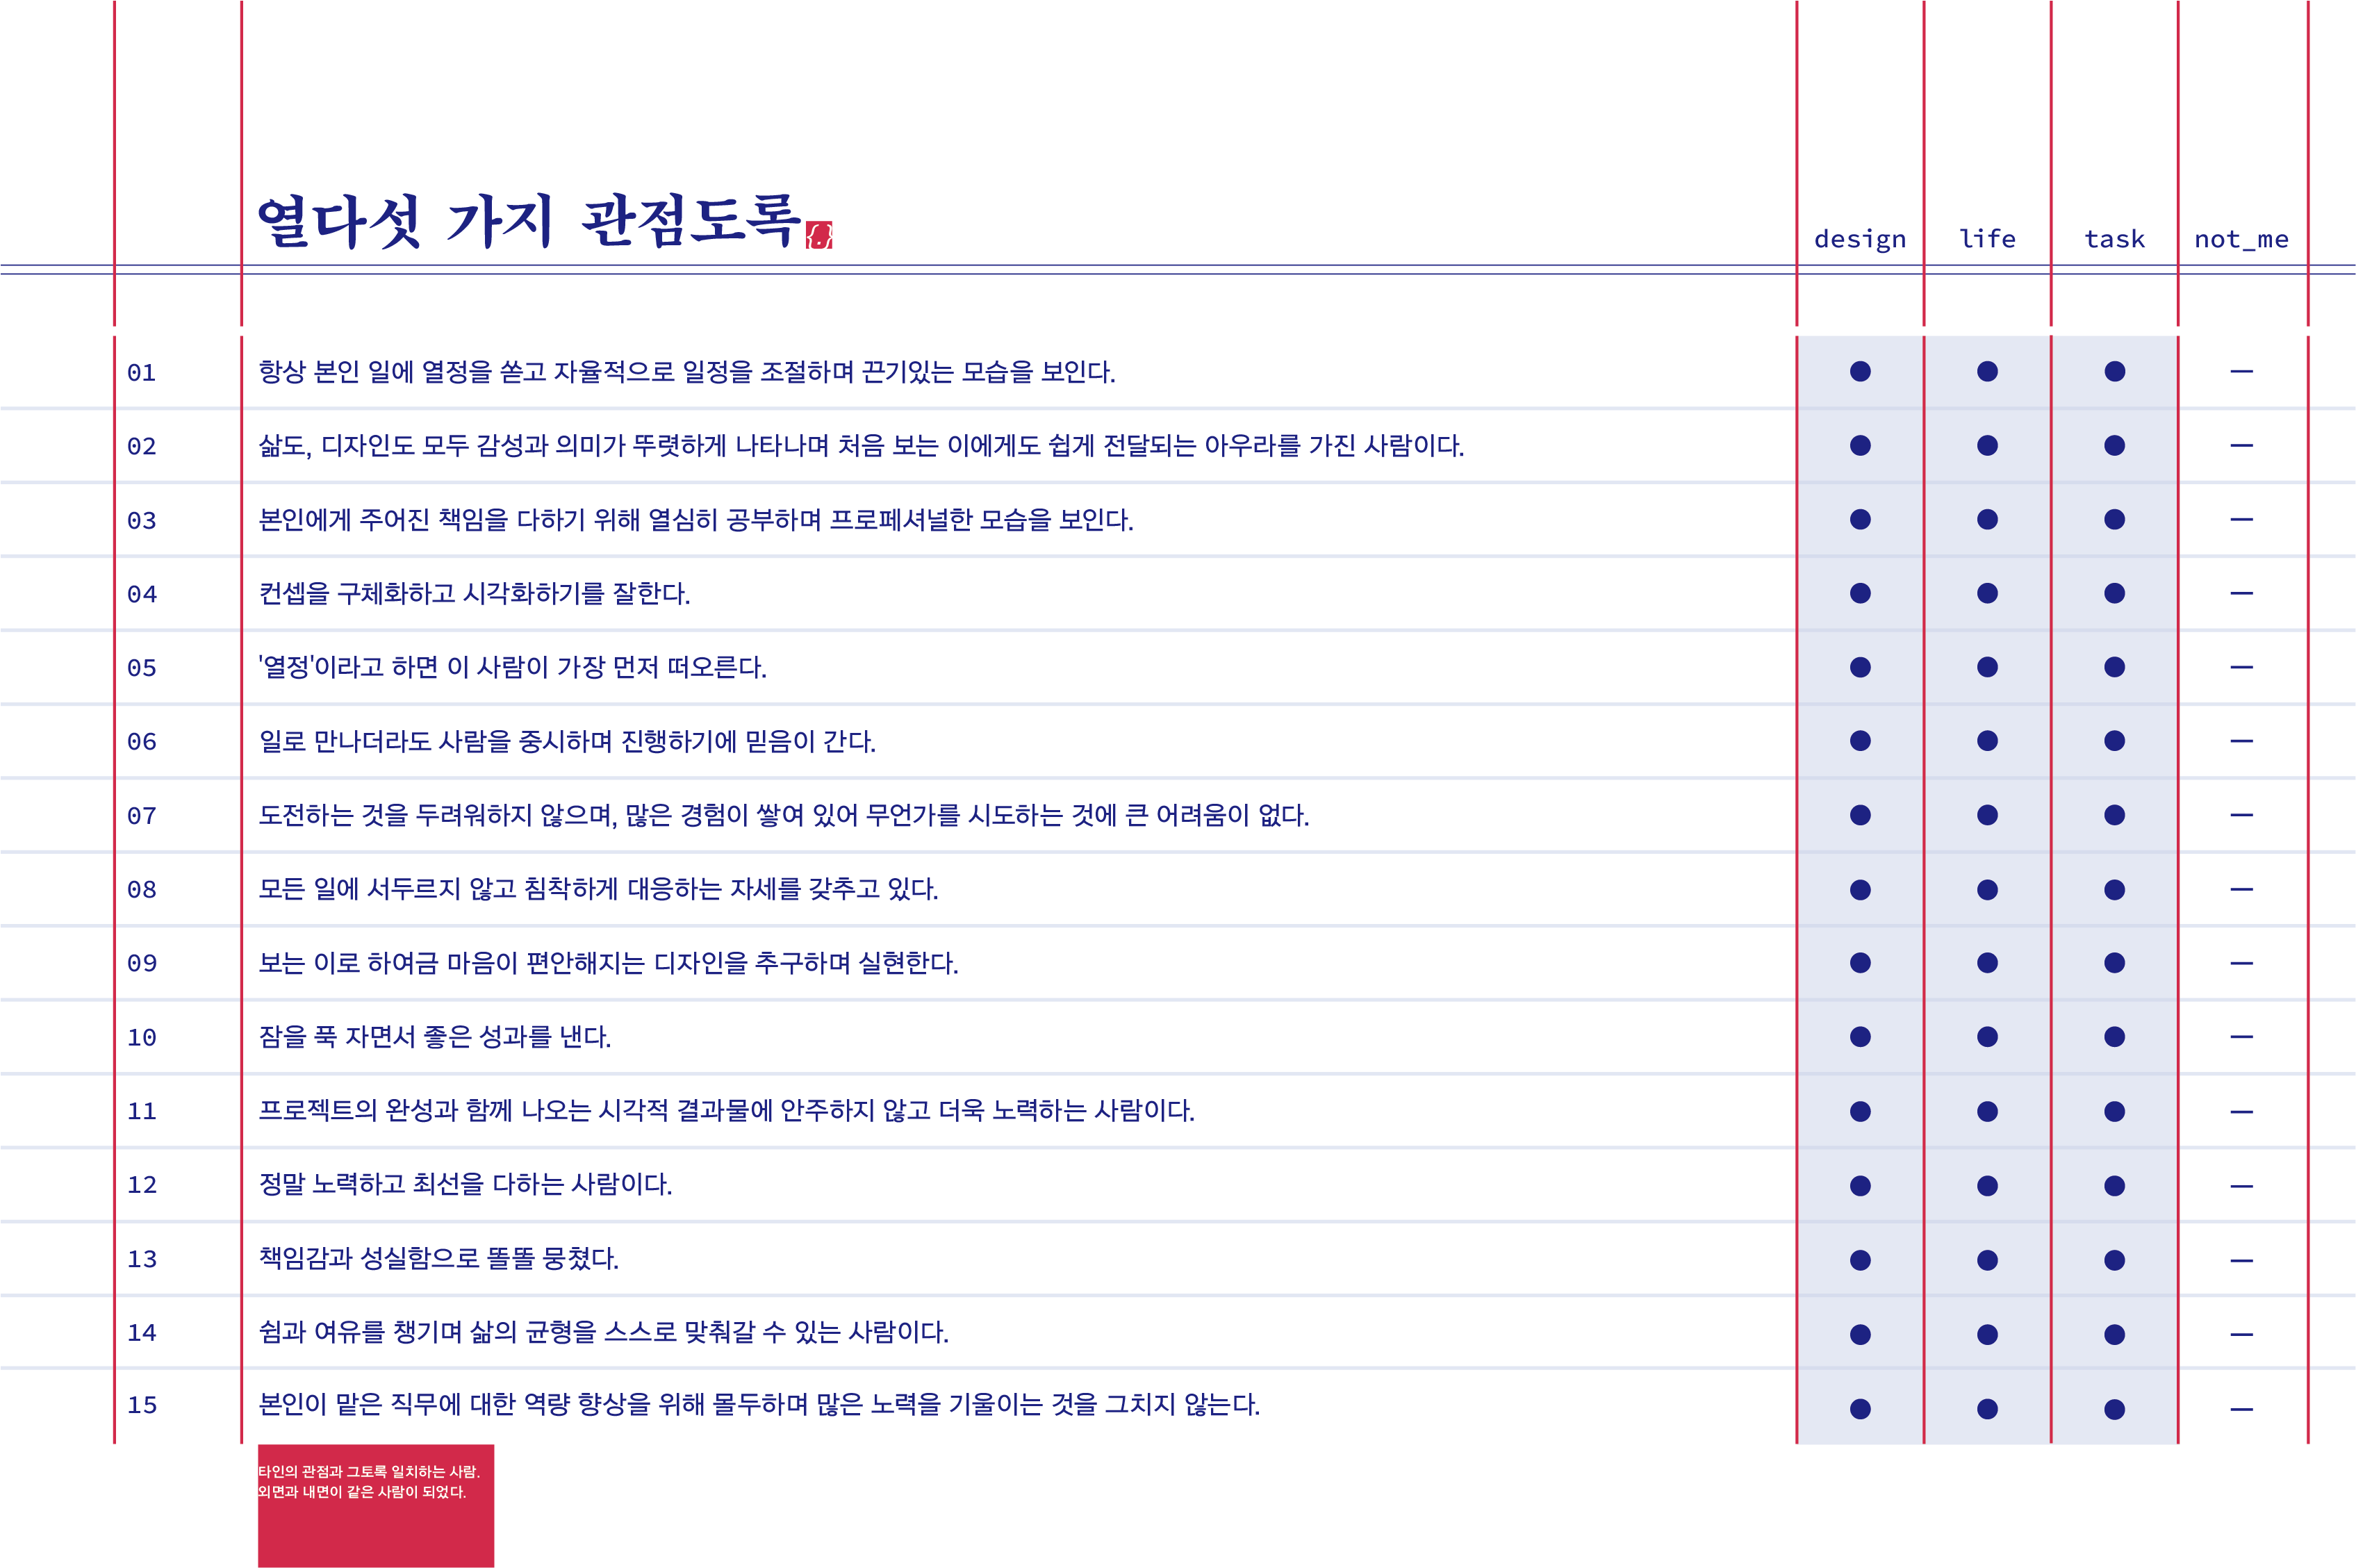 열다섯 가지 관점도록{.}
design life task not_me
01 항상 본인 일에 열정을 쏟고 자율적으로 일정을 조절하며 끈기있는 모습을 보인다. ● ● ● —
02 삶도, 디자인도 모두 감성과 의미가 뚜렷하게 나타나며 처음 보는 이에게도 쉽게 전달되는 아우라를 가진 사람이다. ● ● ● —
03 본인에게 주어진 책임을 다하기 위해 열심히 공부하며 프로페셔널한 모습을 보인다. ● ● ● —
04 컨셉을 구체화하고 시각화하기를 잘한다. ● ● ● —
05 '열정'이라고 하면 이 사람이 가장 먼저 떠오른다. ● ● ● —
06 일로 만나더라도 사람을 중시하며 진행하기에 믿음이 간다. ● ● ● —
07 도전하는 것을 두려워하지 않으며, 많은 경험이 쌓여 있어 무언가를 시도하는 것에 큰 어려움이 없다. ● ● ● —
08 모든 일에 서두르지 않고 침착하게 대응하는 자세를 갖추고 있다. ● ● ● —
09 보는 이로 하여금 마음이 편안해지는 디자인을 추구하며 실현한다. ● ● ● —
10 잠을 푹 자면서 좋은 성과를 낸다. ● ● ● —
11 프로젝트의 완성과 함께 나오는 시각적 결과물에 안주하지 않고 더욱 노력하는 사람이다. ● ● ● —
12 정말 노력하고 최선을 다하는 사람이다. ● ● ● —
13 책임감과 성실함으로 똘똘 뭉쳤다. ● ● ● —
14 쉼과 여유를 챙기며 삶의 균형을 스스로 맞춰갈 수 있는 사람이다. ● ● ● —
15 본인이 맡은 직무에 대한 역량 향상을 위해 몰두하며 많은 노력을 기울이는 것을 그치지 않는다. ● ● ● —
타인의 관점과 그토록 일치하는 사람.
외면과 내면이 같은 사람이 되었다.